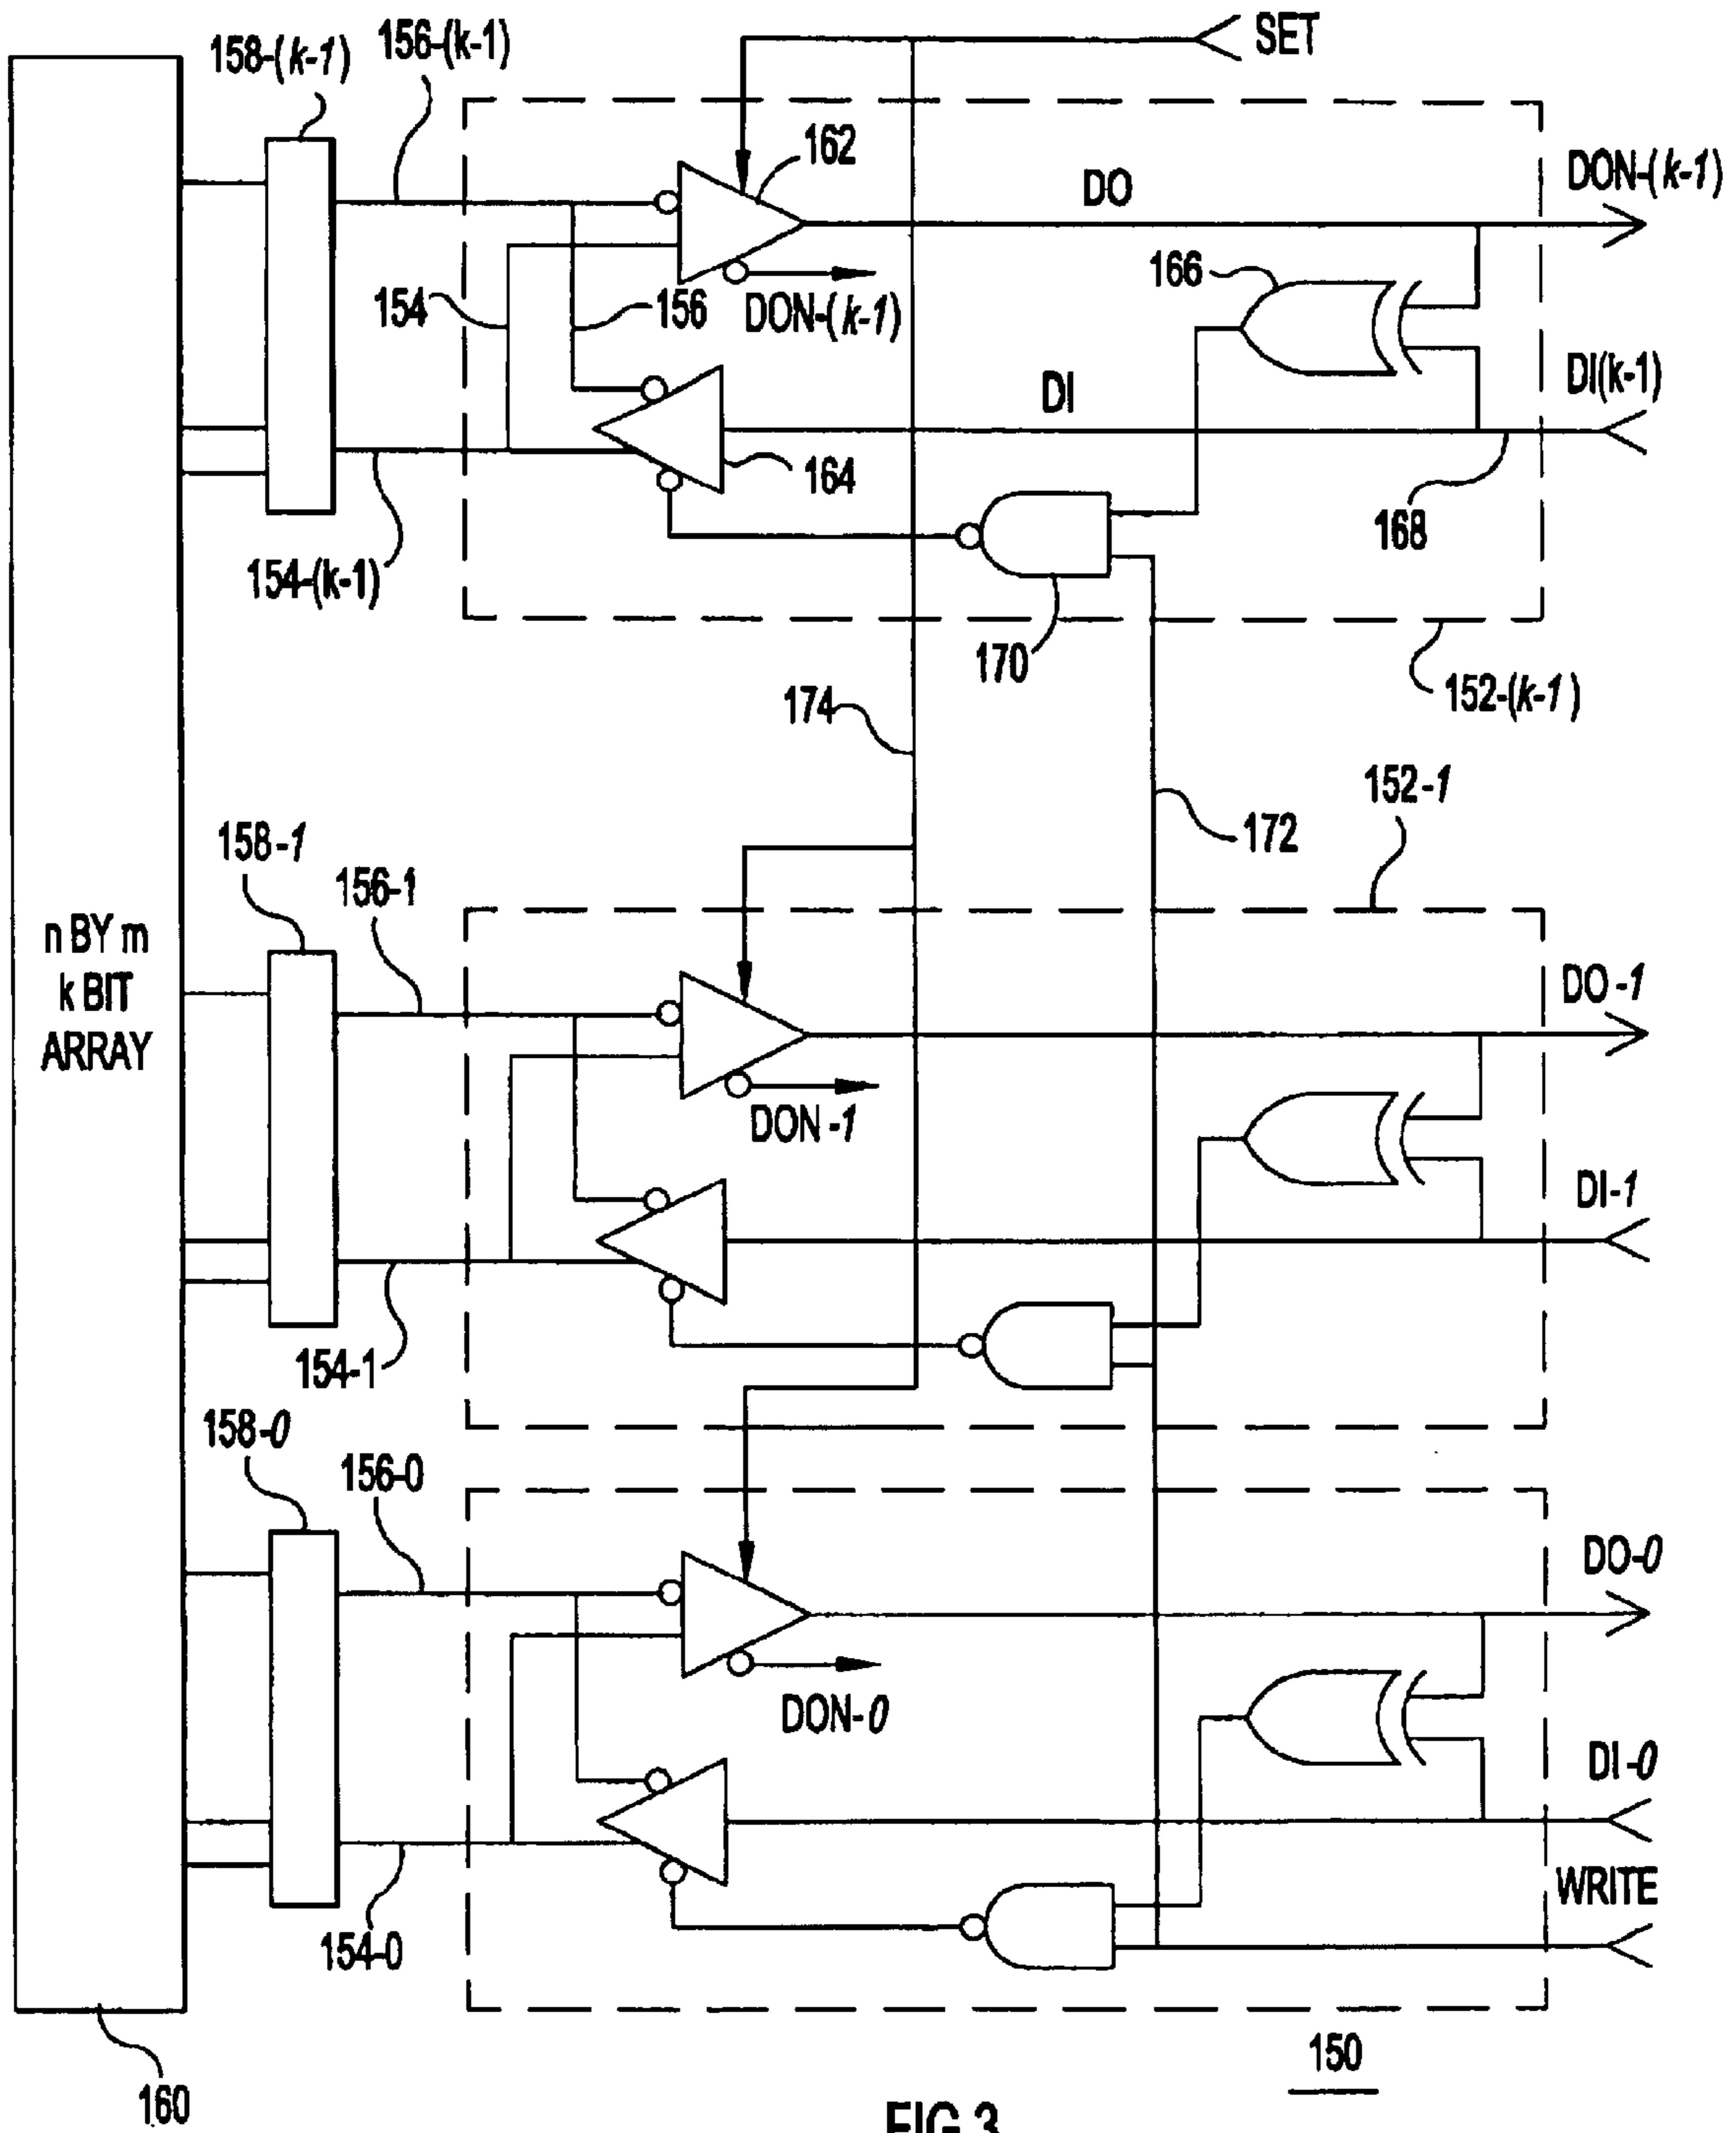 SET
158-(k-1)
156-(k-1)
162
DO
DON-(k-1)
166
154
156
DON-(k-1)
DI
DI(k-1)
164
168
154-(k-1)
170
152-(k-1)
174
152-1
172
158-1
156-1
n BY m
k BIT
ARRAY
DO-1
DON-1
DI-1
154-1
158-0
156-0
DO-0
DON-0
DI-0
WRITE
154-0
150
160
FIG.3